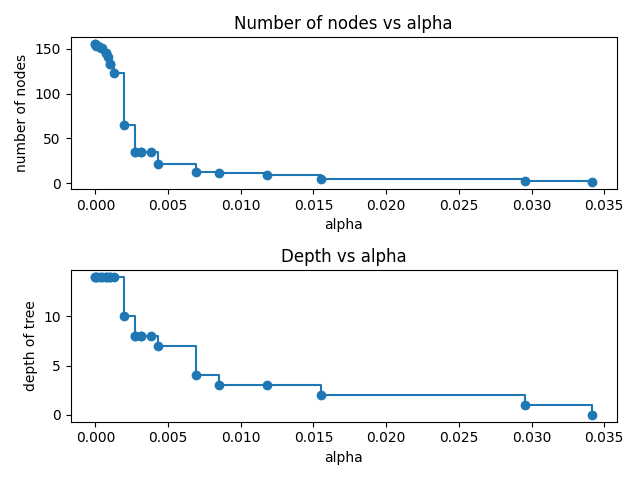 Number of nodes vs alpha
number of nodes
150
100
50
0
0.000 0.005 0.010 0.015 0.020 0.025 0.030 0.035
alpha
Depth vs alpha
depth of tree
10
5
0
0.000 0.005 0.010 0.015 0.020 0.025 0.030 0.035
alpha